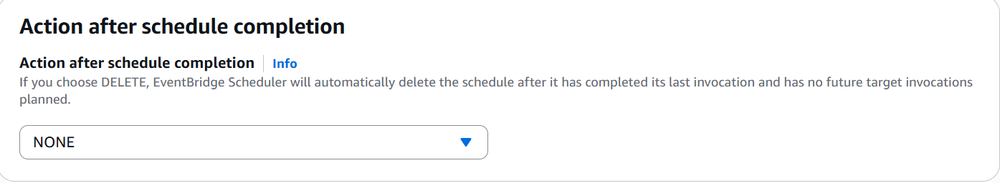 Action after schedule completion
Action after schedule completion Info
If you choose DELETE, EventBridge Scheduler will automatically delete the schedule after it has completed its last invocation and has no future target invocations
planned.
NONE